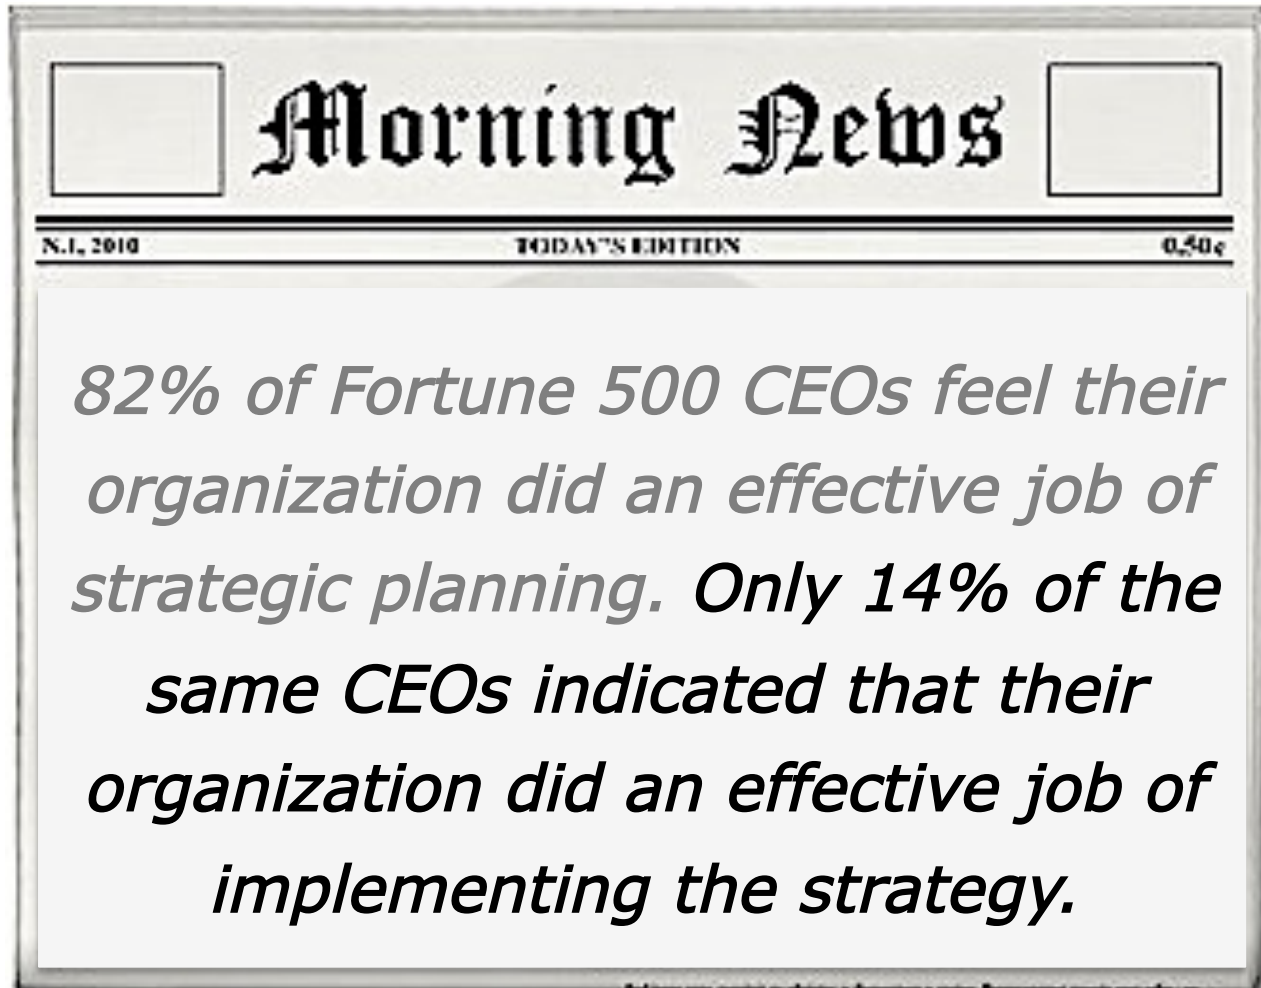 Morning News
N.1, 2010 TODAY'S EDITION 0,50¢
82% of Fortune 500 CEOs feel their
organization did an effective job of
strategic planning. Only 14% of the
same CEOs indicated that their
organization did an effective job of
implementing the strategy.